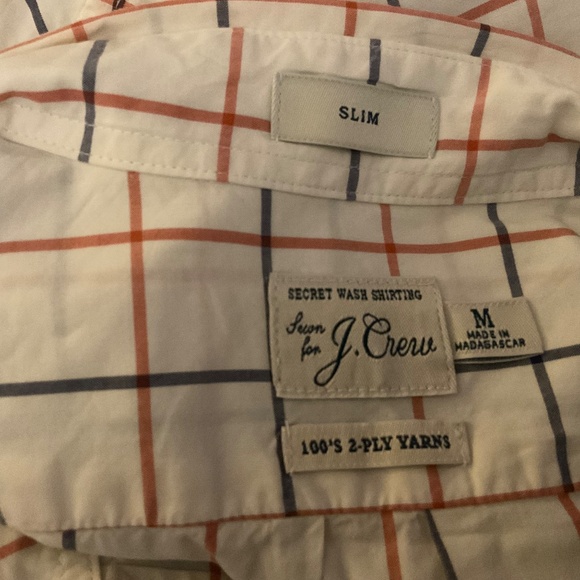 SLIM
SECRET WASH SHIRTING
Sewn for J. Crew
M
MADE IN
MADAGASCAR
100'S 2-PLY YARNS